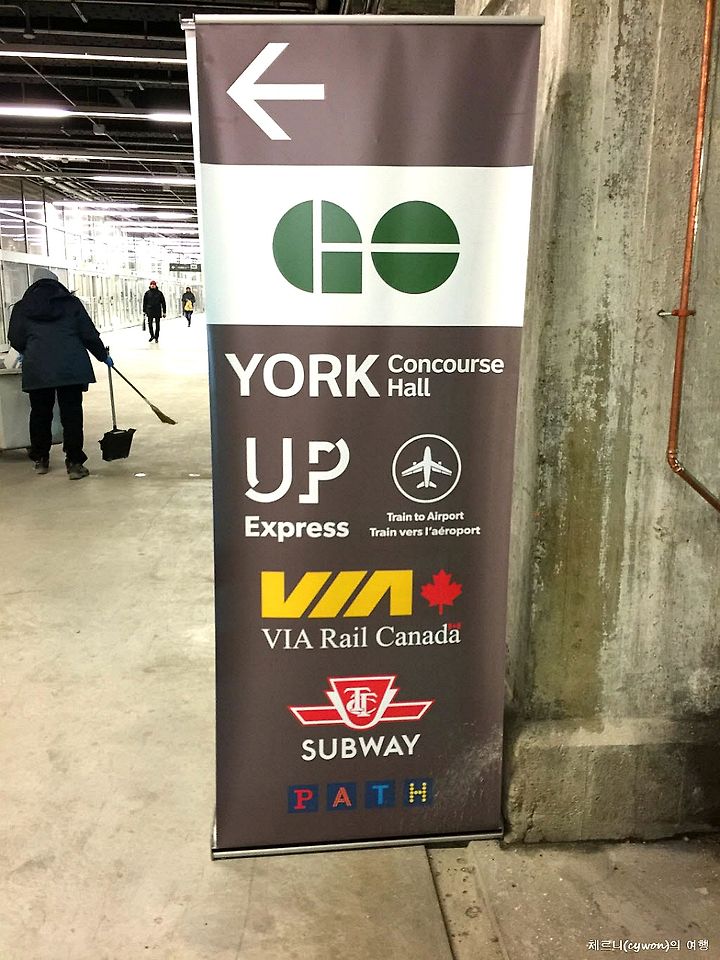 GO
YORK Concourse Hall
UP
Express
Train to Airport
Train vers l'aéroport
VIA
VIA Rail Canada
TTC
SUBWAY
PATH
체르니(cywon)의 여행